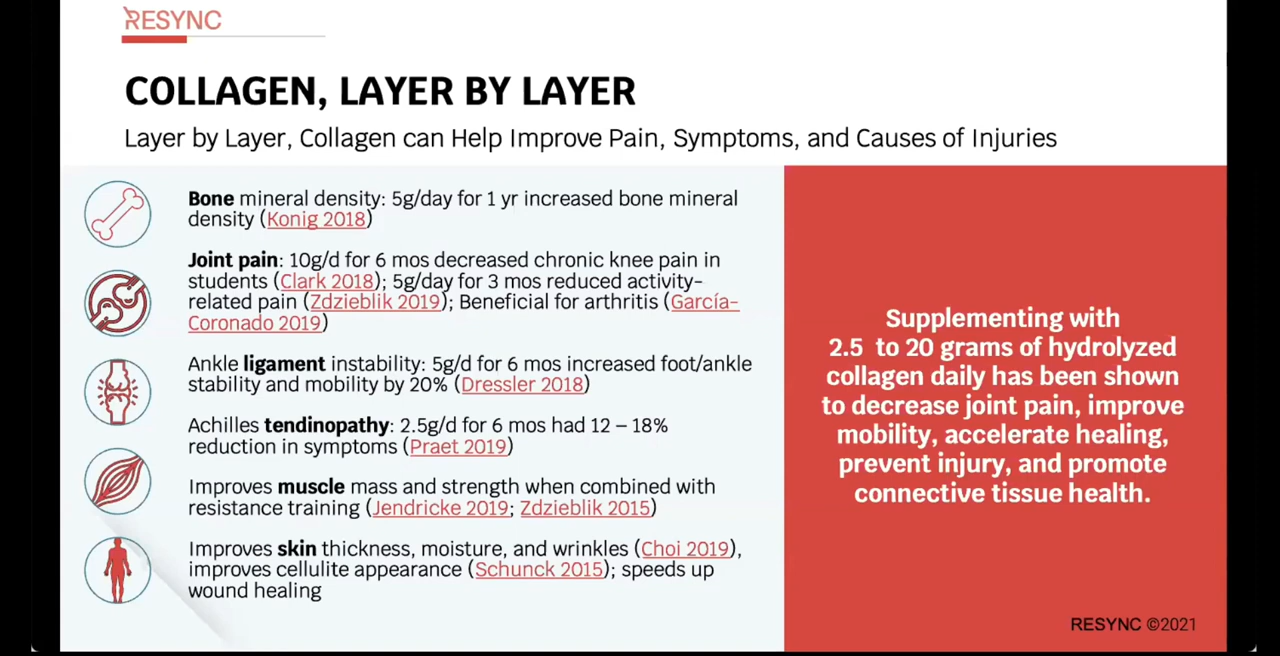 RESYNC
COLLAGEN, LAYER BY LAYER
Layer by Layer, Collagen can Help Improve Pain, Symptoms, and Causes of Injuries
Bone mineral density: 5g/day for 1 yr increased bone mineral
density (Konig 2018)
Joint pain: 10g/d for 6 mos decreased chronic knee pain in
students (Clark 2018); 5g/day for 3 mos reduced activity-
related pain (Zdzieblik 2019); Beneficial for arthritis (García-
Coronado 2019)
Ankle ligament instability: 5g/d for 6 mos increased foot/ankle
stability and mobility by 20% (Dressler 2018)
Achilles tendinopathy: 2.5g/d for 6 mos had 12 – 18%
reduction in symptoms (Praet 2019)
Improves muscle mass and strength when combined with
resistance training (Jendricke 2019; Zdzieblik 2015)
Improves skin thickness, moisture, and wrinkles (Choi 2019),
improves cellulite appearance (Schunck 2015); speeds up
wound healing
Supplementing with
2.5 to 20 grams of hydrolyzed
collagen daily has been shown
to decrease joint pain, improve
mobility, accelerate healing,
prevent injury, and promote
connective tissue health.
RESYNC ©2021